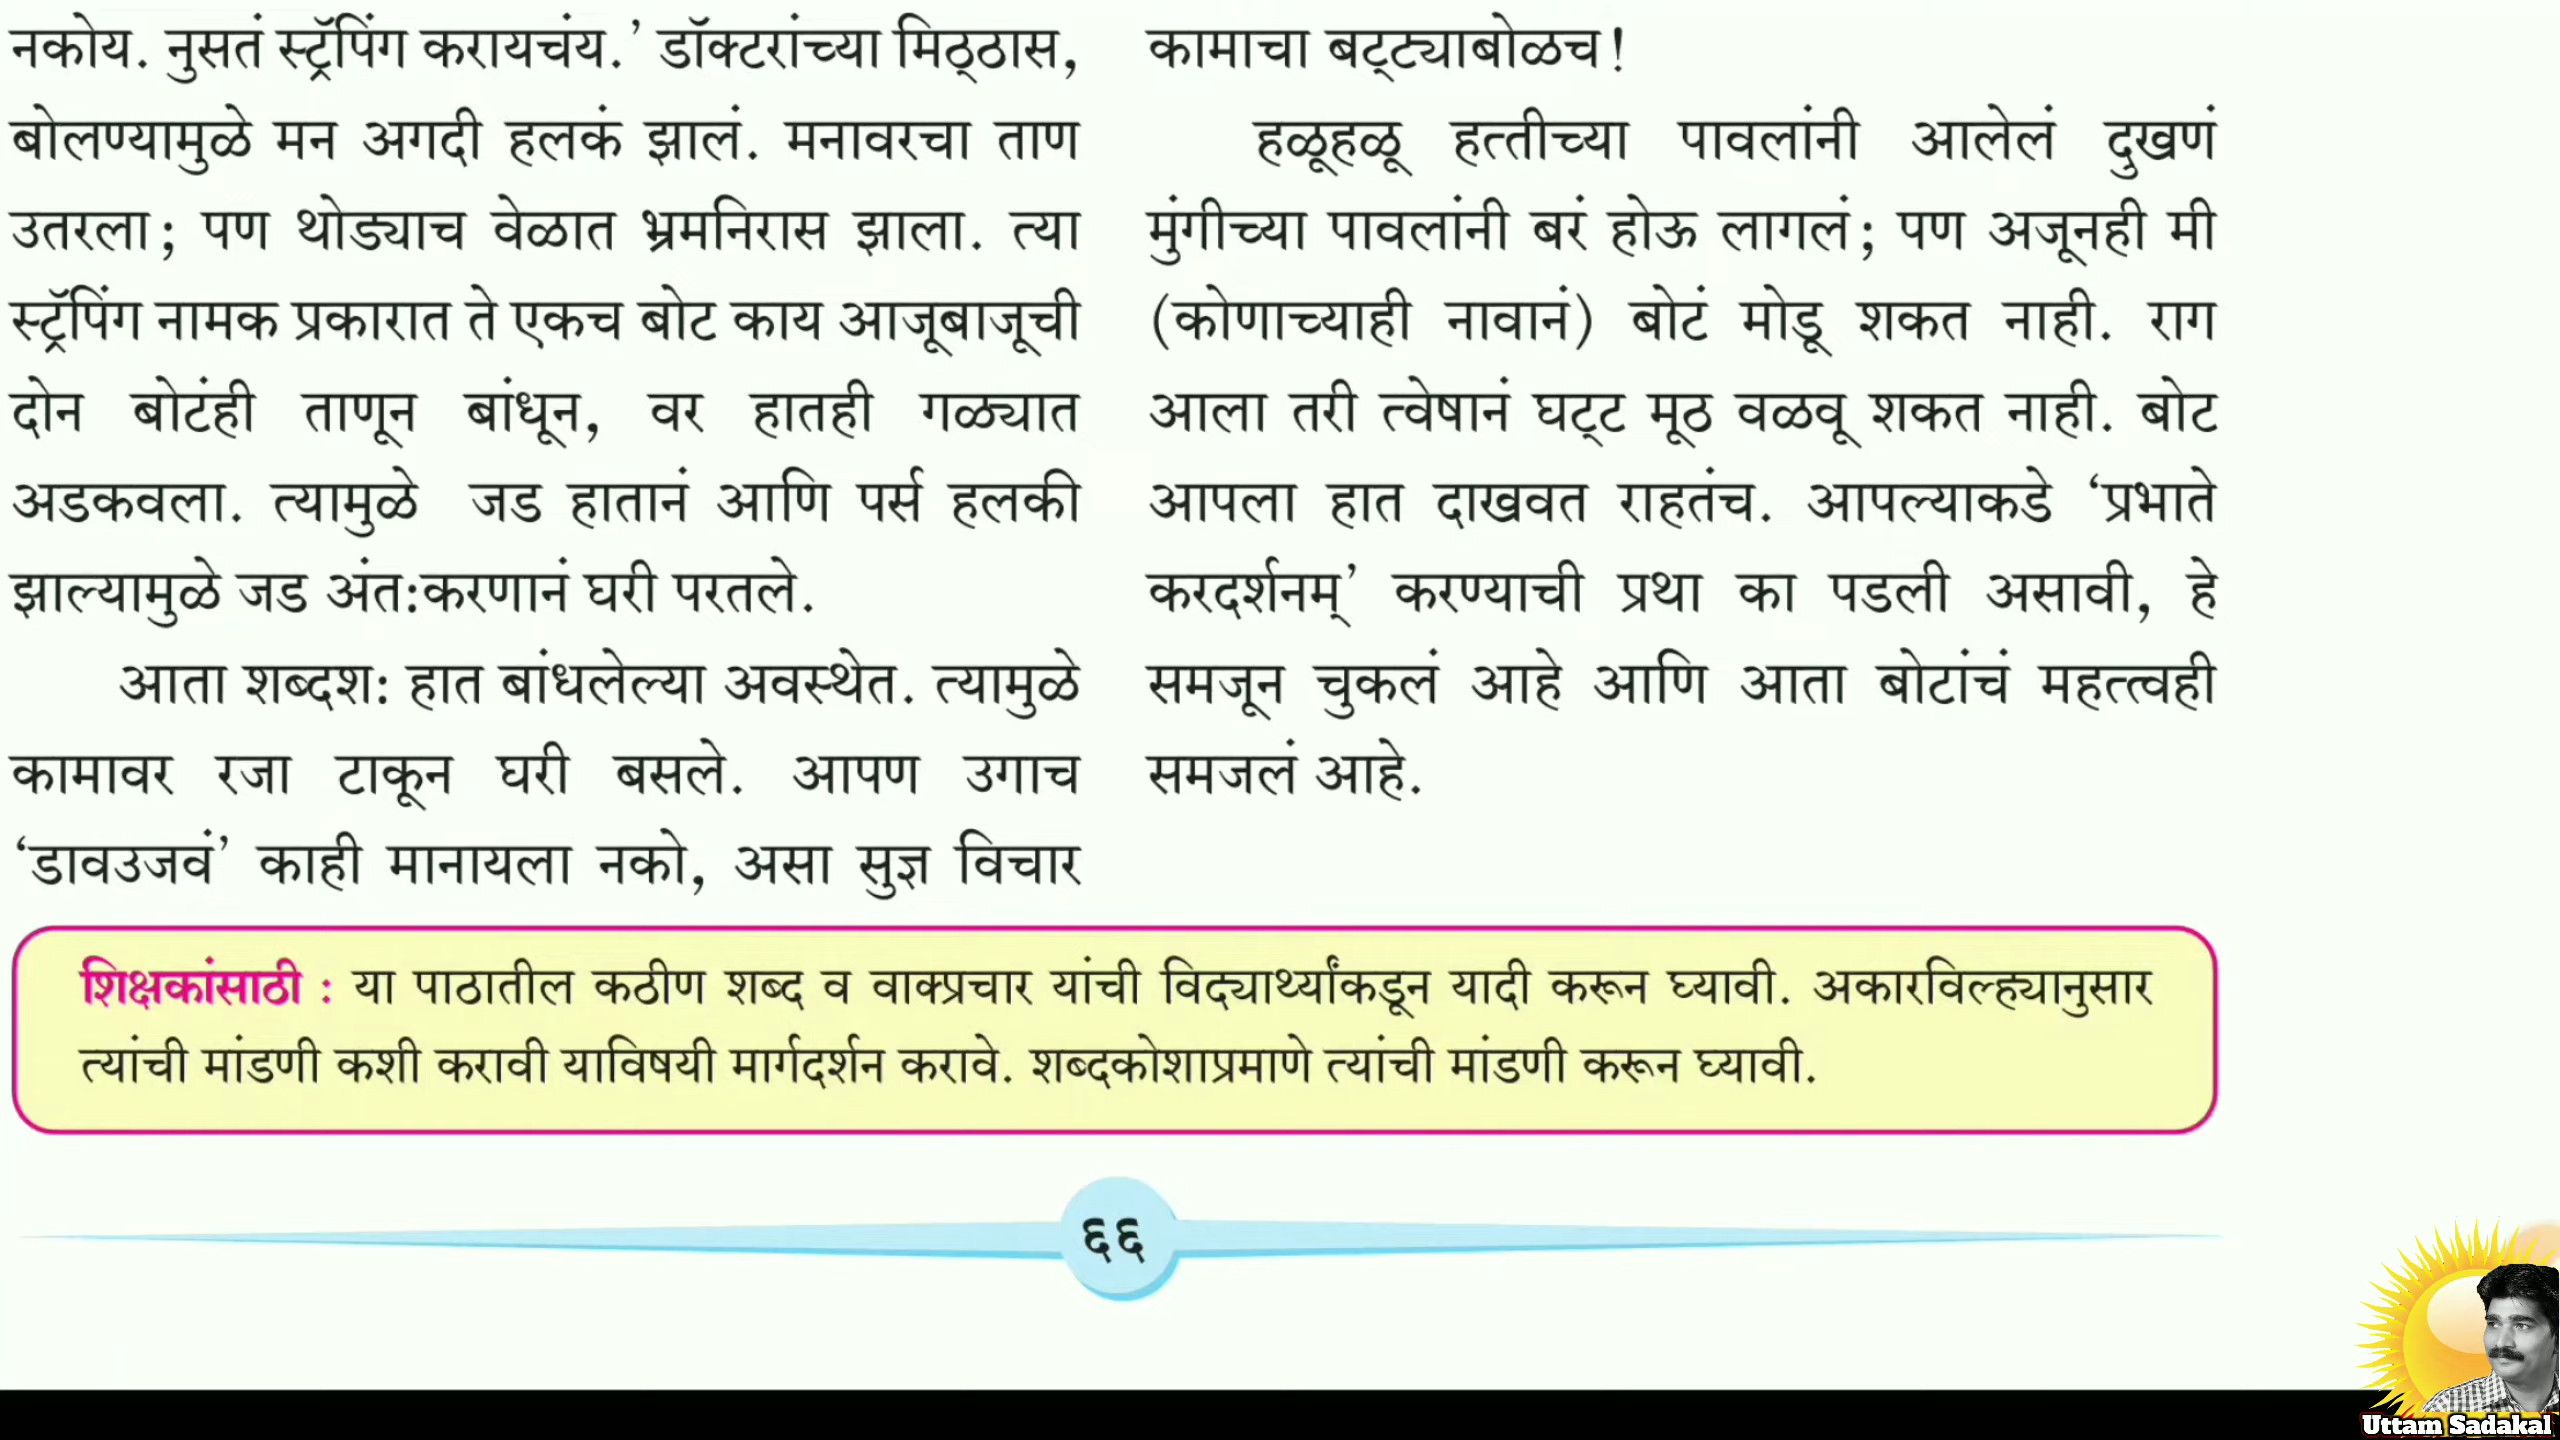 नकोय. नुसतं स्ट्रॅपिंग करायचंय.’ डॉक्टरांच्या मिठ्ठास,
बोलण्यामुळे मन अगदी हलकं झालं. मनावरचा ताण
उतरला; पण थोड्याच वेळात भ्रमनिरास झाला. त्या
स्ट्रॅपिंग नामक प्रकारात ते एकच बोट काय आजूबाजूची
दोन बोटंही ताणून बांधून, वर हातही गळ्यात
अडकवला. त्यामुळे जड हातानं आणि पर्स हलकी
झाल्यामुळे जड अंत:करणानं घरी परतले.
आता शब्दश: हात बांधलेल्या अवस्थेत. त्यामुळे
कामावर रजा टाकून घरी बसले. आपण उगाच
‘डावउजवं’ काही मानायला नको, असा सुज्ञ विचार
कामाचा बट्ट्याबोळच!
हळूहळू हत्तीच्या पावलांनी आलेलं दुखणं
मुंगीच्या पावलांनी बरं होऊ लागलं; पण अजूनही मी
(कोणाच्याही नावानं) बोटं मोडू शकत नाही. राग
आला तरी त्वेषानं घट्ट मूठ वळवू शकत नाही. बोट
आपला हात दाखवत राहतंच. आपल्याकडे ‘प्रभाते
करदर्शनम्’ करण्याची प्रथा का पडली असावी, हे
समजून चुकलं आहे आणि आता बोटांचं महत्त्वही
समजलं आहे.
शिक्षकांसाठी : या पाठातील कठीण शब्द व वाक्प्रचार यांची विद्यार्थ्यांकडून यादी करून घ्यावी. अकारविल्ह्यानुसार
त्यांची मांडणी कशी करावी याविषयी मार्गदर्शन करावे. शब्दकोशाप्रमाणे त्यांची मांडणी करून घ्यावी.
६६
Uttam Sadakal